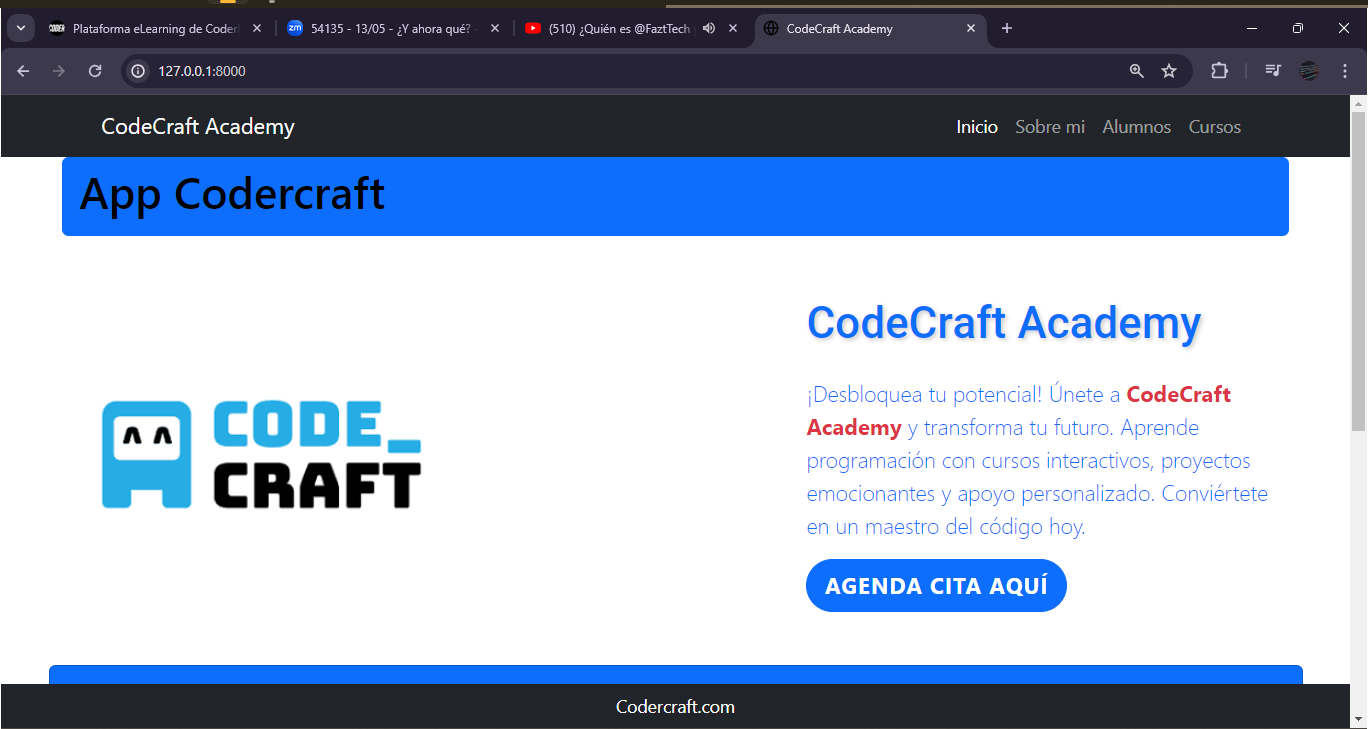 Plataforma eLearning de Coder
54135 - 13/05 - ¿Y ahora qué? -
(510) ¿Quién es @FaztTech y
CodeCraft Academy
127.0.0.1:8000
CodeCraft Academy
Inicio Sobre mi Alumnos Cursos
App Codercraft
CodeCraft Academy
¡Desbloquea tu potencial! Únete a CodeCraft
Academy y transforma tu futuro. Aprende
programación con cursos interactivos, proyectos
emocionantes y apoyo personalizado. Conviértete
en un maestro del código hoy.
CODE_
CRAFT
AGENDA CITA AQUÍ
Codercraft.com